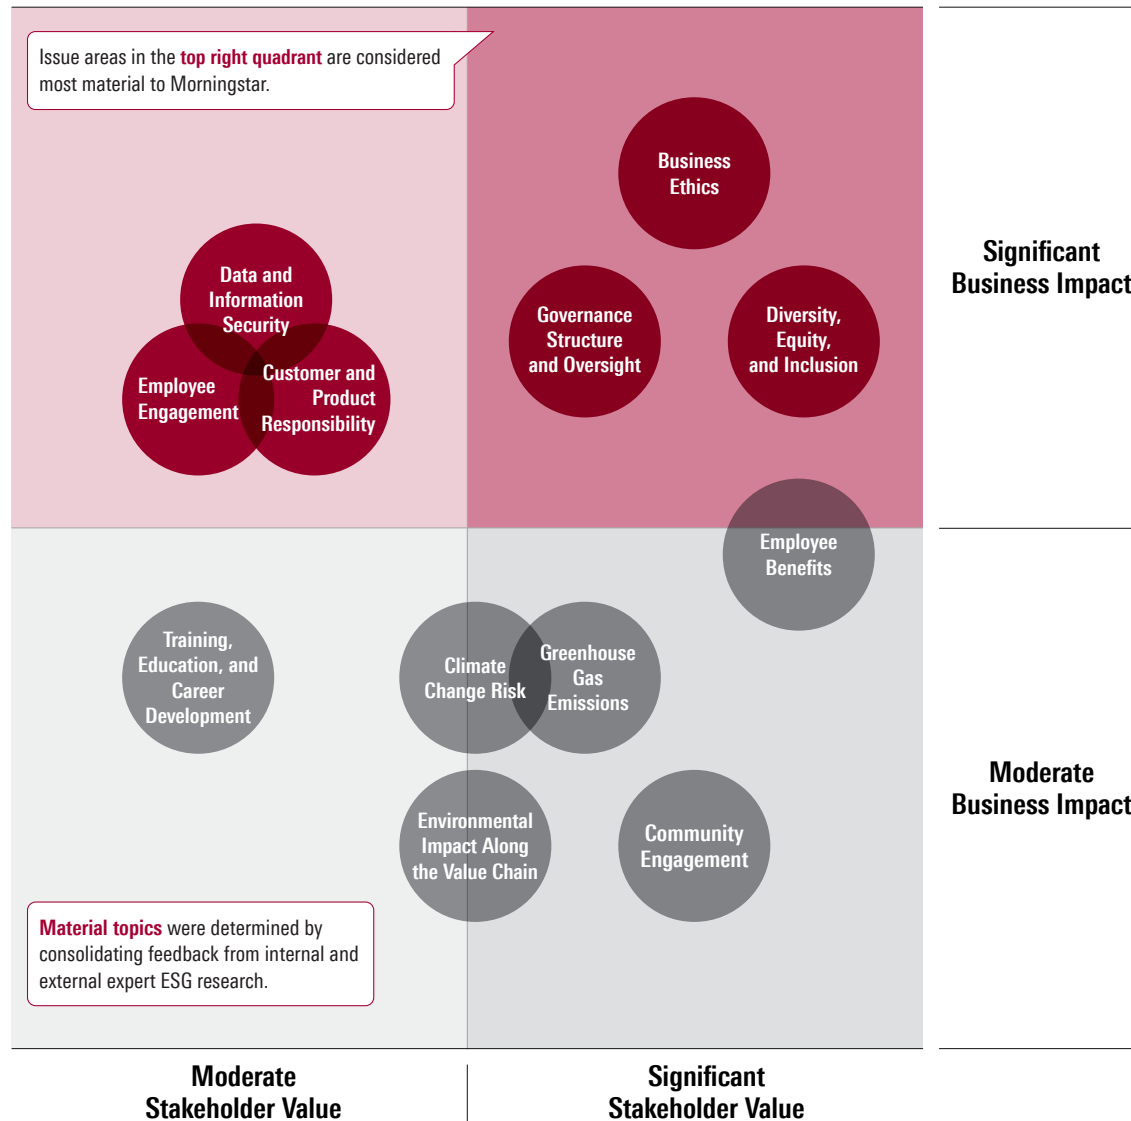 Issue areas in the top right quadrant are considered
most material to Morningstar.
Business
Ethics
Significant
Business Impact
Data and
Information
Security
Governance
Structure
and Oversight
Diversity,
Equity,
and Inclusion
Employee
Engagement
Customer and
Product
Responsibility
Employee
Benefits
Training,
Education, and
Career
Development
Climate
Change Risk
Greenhouse
Gas
Emissions
Moderate
Business Impact
Environmental
Impact Along
the Value Chain
Community
Engagement
Material topics were determined by
consolidating feedback from internal and
external expert ESG research.
Moderate
Stakeholder Value
Significant
Stakeholder Value